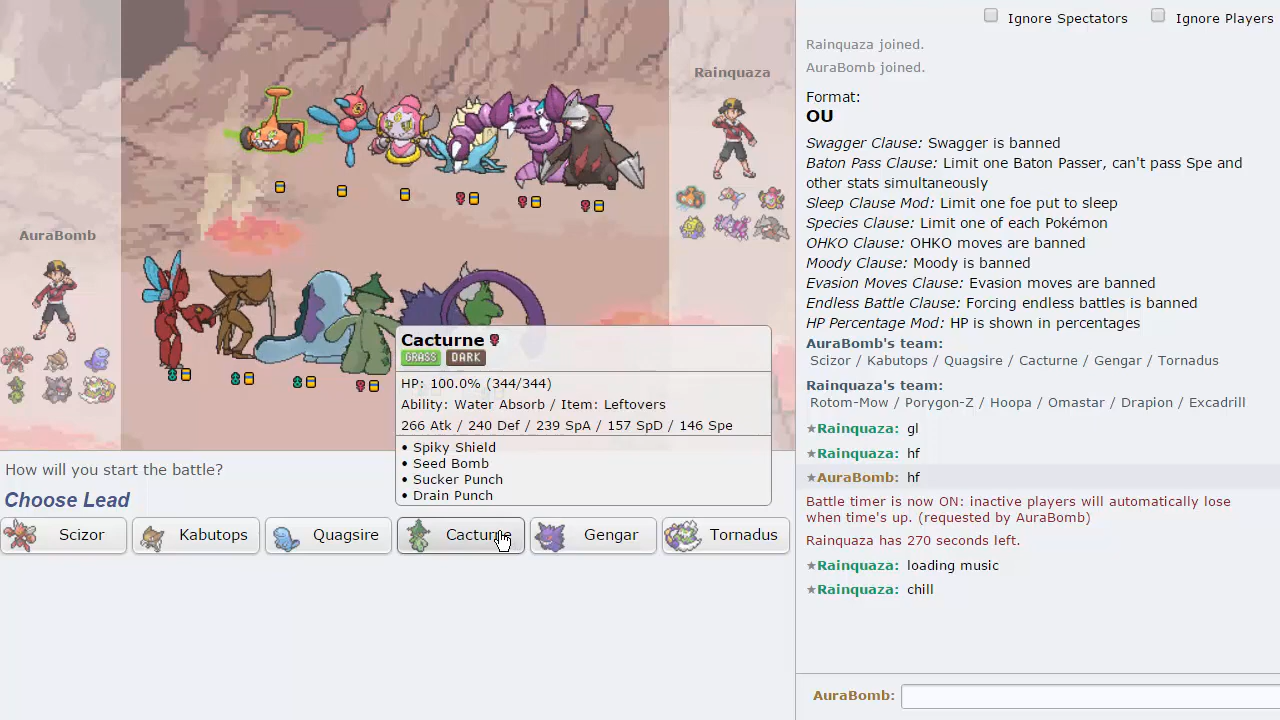 AuraBomb
Rainquaza
Cacturne
GRASS DARK
HP: 100.0% (344/344)
Ability: Water Absorb / Item: Leftovers
266 Atk / 240 Def / 239 SpA / 157 SpD / 146 Spe
• Spiky Shield
• Seed Bomb
• Sucker Punch
• Drain Punch
How will you start the battle?
Choose Lead
Scizor Kabutops Quagsire Cacturne Gengar Tornadus
Ignore Spectators Ignore Players
Rainquaza joined.
AuraBomb joined.
Format:
OU
Swagger Clause: Swagger is banned
Baton Pass Clause: Limit one Baton Passer, can't pass Spe and
other stats simultaneously
Sleep Clause Mod: Limit one foe put to sleep
Species Clause: Limit one of each Pokémon
OHKO Clause: OHKO moves are banned
Moody Clause: Moody is banned
Evasion Moves Clause: Evasion moves are banned
Endless Battle Clause: Forcing endless battles is banned
HP Percentage Mod: HP is shown in percentages
AuraBomb's team:
Scizor / Kabutops / Quagsire / Cacturne / Gengar / Tornadus
Rainquaza's team:
Rotom-Mow / Porygon-Z / Hoopa / Omastar / Drapion / Excadrill
★Rainquaza: gl
★Rainquaza: hf
★AuraBomb: hf
Battle timer is now ON: inactive players will automatically lose
when time's up. (requested by AuraBomb)
Rainquaza has 270 seconds left.
★Rainquaza: loading music
★Rainquaza: chill
AuraBomb: